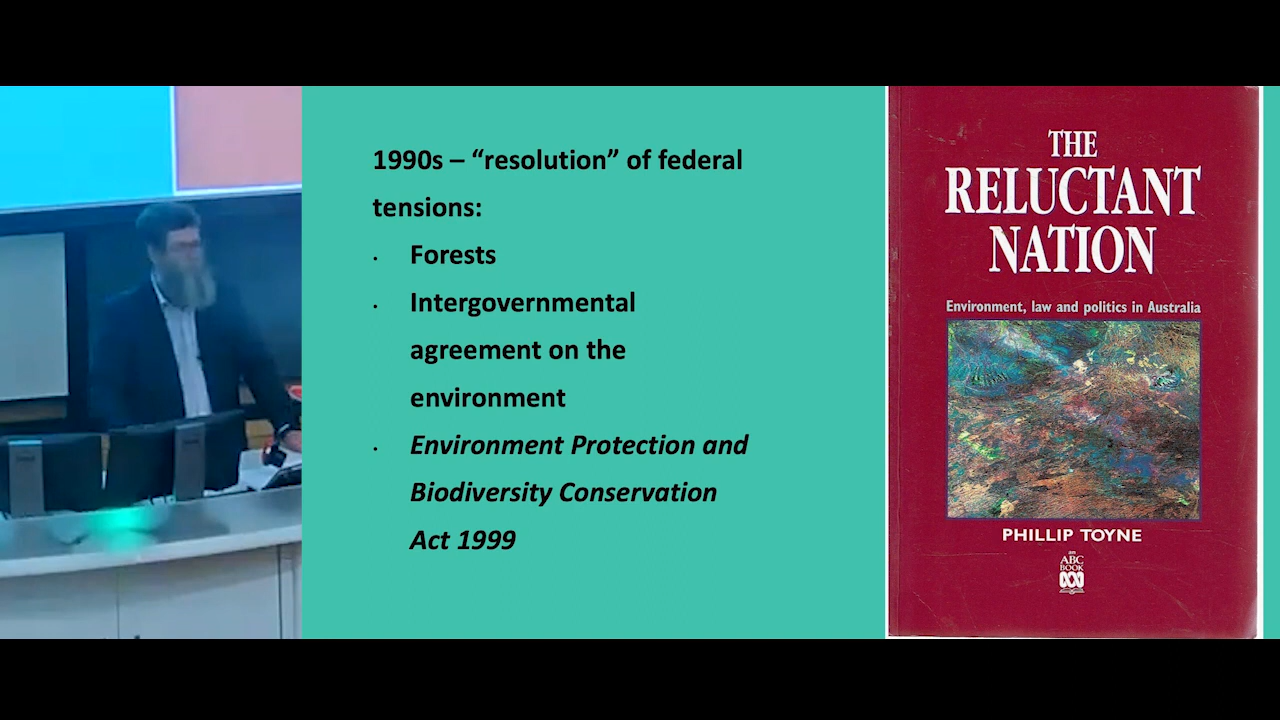 1990s – “resolution” of federal
tensions:
· Forests
· Intergovernmental
agreement on the
environment
· Environment Protection and
Biodiversity Conservation
Act 1999
THE
RELUCTANT
NATION
Environment, law and politics in Australia
PHILLIP TOYNE
an
ABC
BOOK